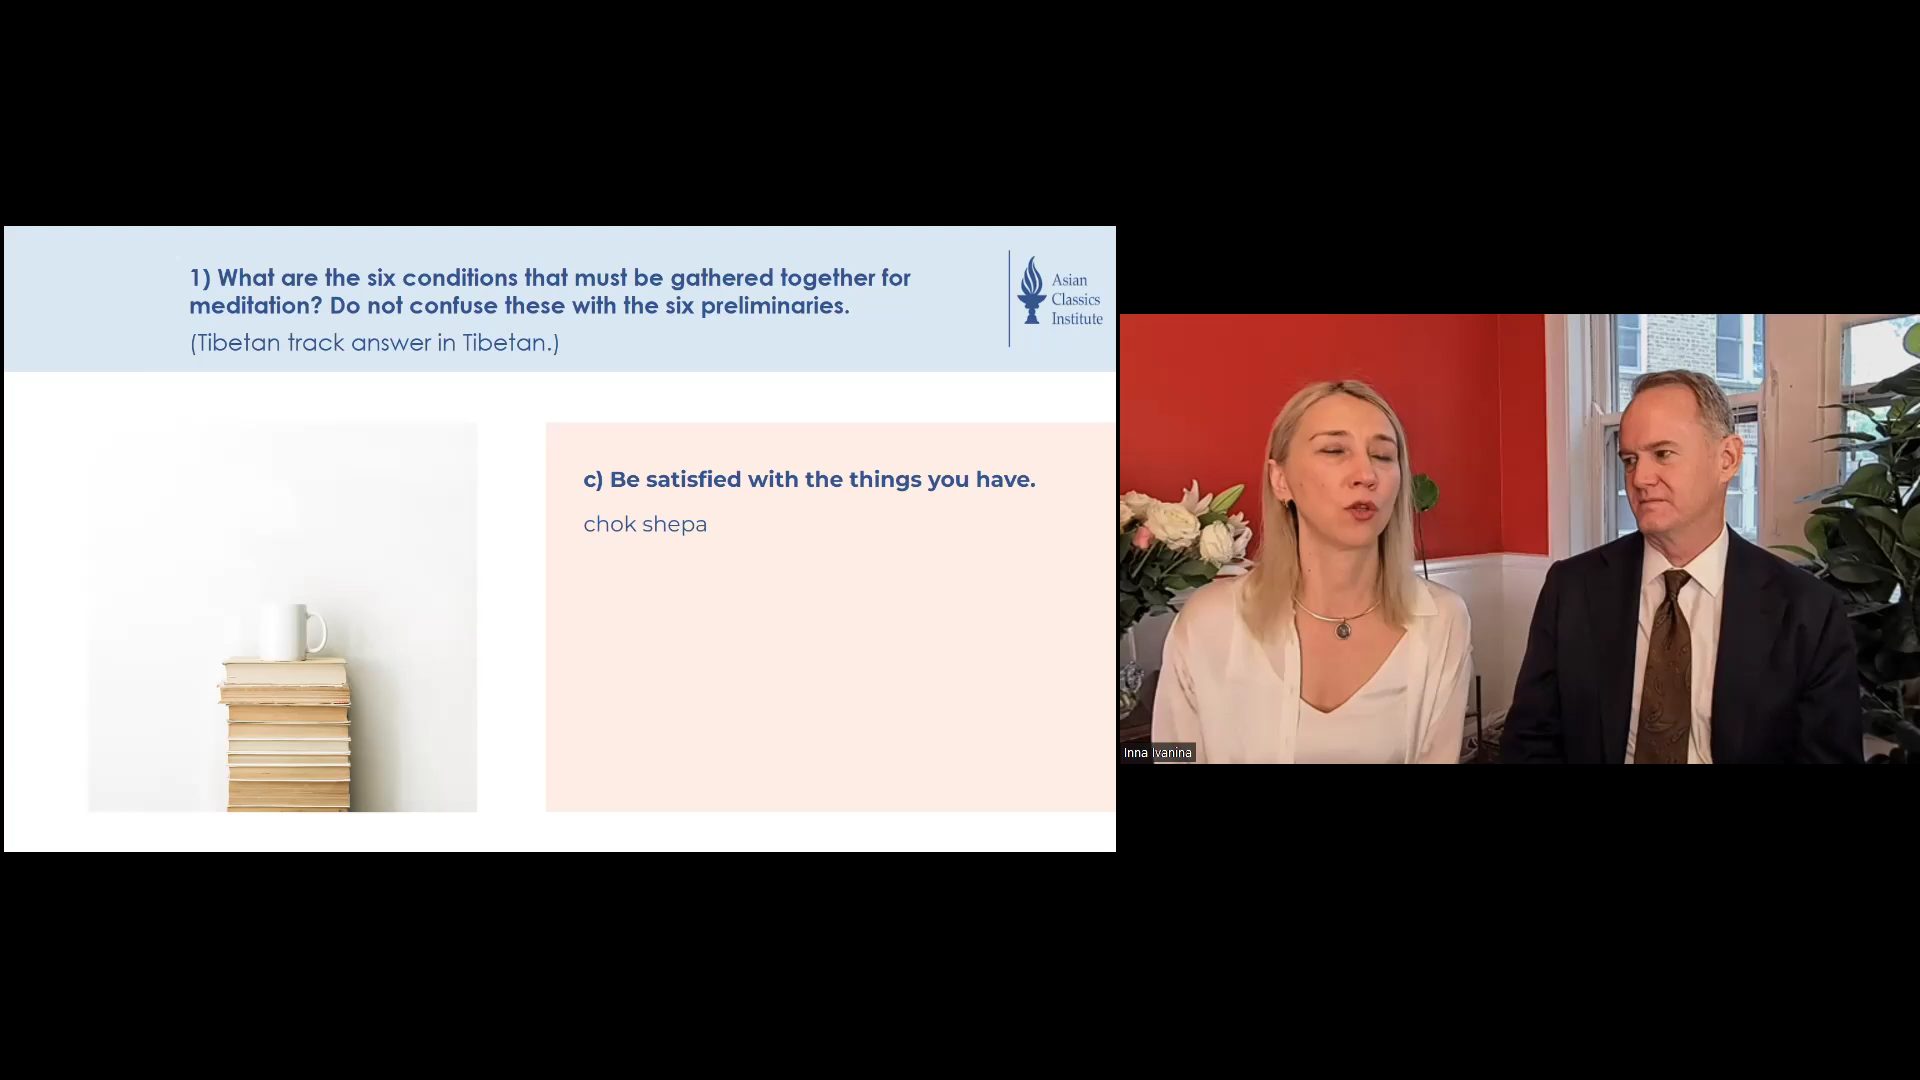 1) What are the six conditions that must be gathered together for
meditation? Do not confuse these with the six preliminaries.
(Tibetan track answer in Tibetan.)
Asian
Classics
Institute
c) Be satisfied with the things you have.
chok shepa
Inna Ivanina